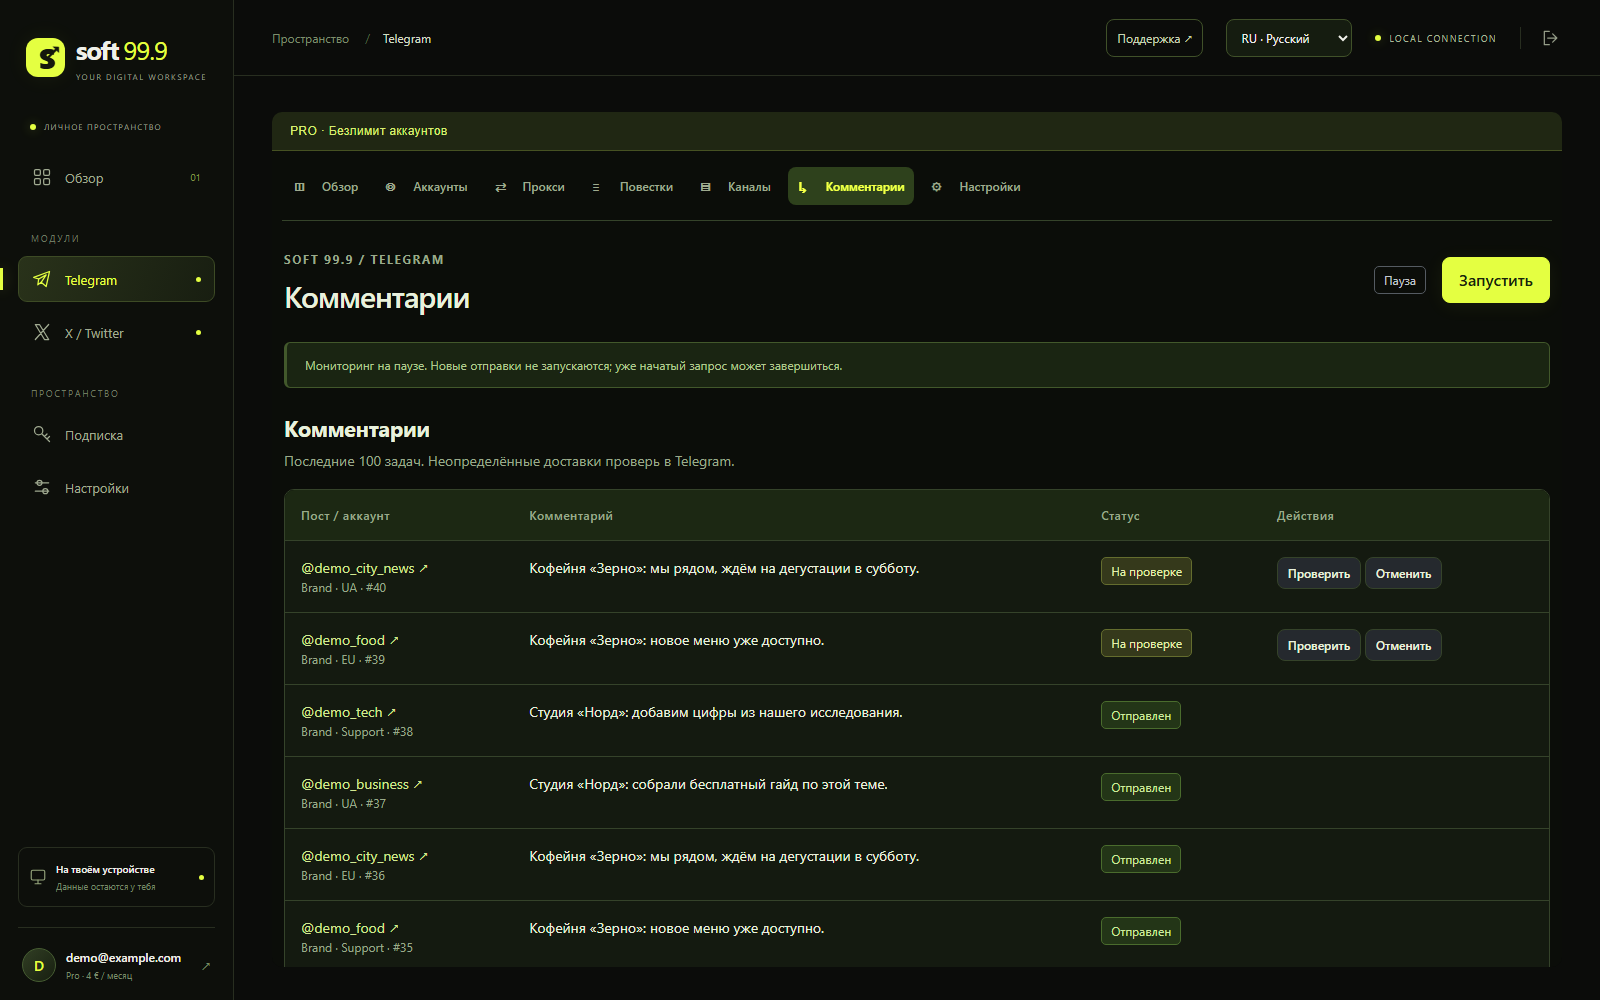 soft 99.9
YOUR DIGITAL WORKSPACE
ЛИЧНОЕ ПРОСТРАНСТВО
Обзор 01
МОДУЛИ
Telegram
X / Twitter
ПРОСТРАНСТВО
Подписка
Настройки
На твоём устройстве
Данные остаются у тебя
D
demo@example.com
Pro · 4 € / месяц ↗
Пространство / Telegram
Поддержка ↗
RU · Русский
LOCAL CONNECTION
PRO · Безлимит аккаунтов
Обзор Аккаунты Прокси Повестки Каналы Комментарии Настройки
SOFT 99.9 / TELEGRAM
Комментарии
Пауза
Запустить
Мониторинг на паузе. Новые отправки не запускаются; уже начатый запрос может завершиться.
Комментарии
Последние 100 задач. Неопределённые доставки проверь в Telegram.
Пост / аккаунт Комментарий Статус Действия
@demo_city_news ↗ Кофейня «Зерно»: мы рядом, ждём на дегустации в субботу. На проверке Проверить Отменить
Brand · UA · #40
@demo_food ↗ Кофейня «Зерно»: новое меню уже доступно. На проверке Проверить Отменить
Brand · EU · #39
@demo_tech ↗ Студия «Норд»: добавим цифры из нашего исследования. Отправлен
Brand · Support · #38
@demo_business ↗ Студия «Норд»: собрали бесплатный гайд по этой теме. Отправлен
Brand · UA · #37
@demo_city_news ↗ Кофейня «Зерно»: мы рядом, ждём на дегустации в субботу. Отправлен
Brand · EU · #36
@demo_food ↗ Кофейня «Зерно»: новое меню уже доступно. Отправлен
Brand · Support · #35